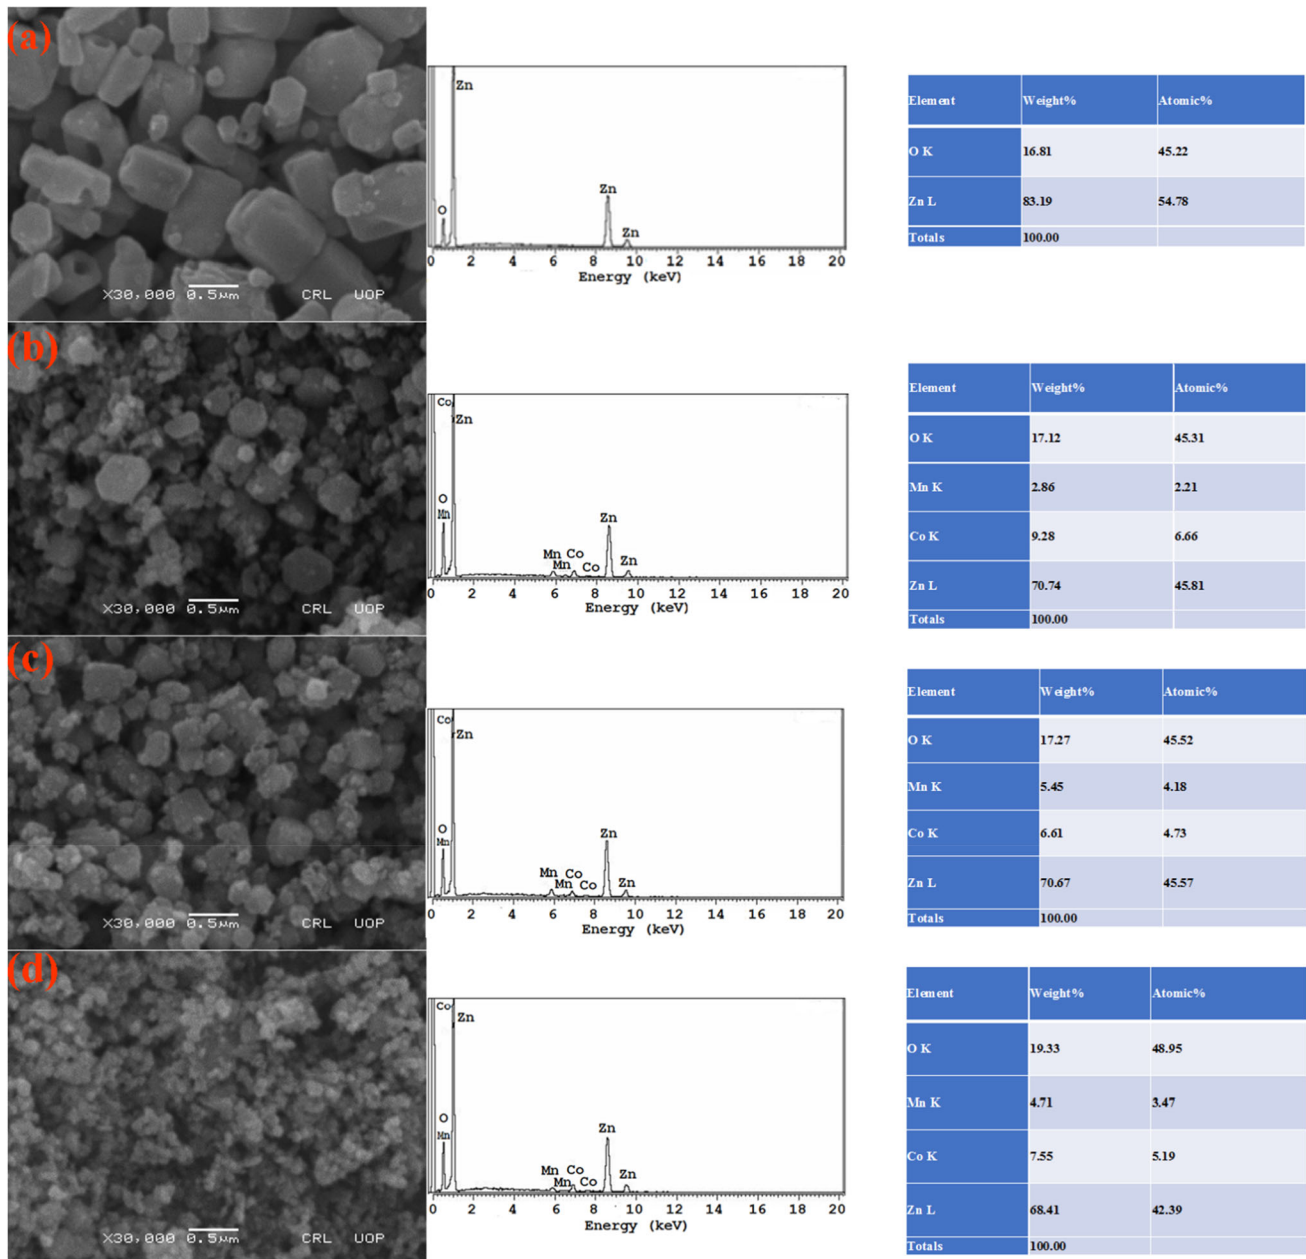 (a)
X30,000 0.5µm CRL UOP
Zn
O
Zn
Zn
0 2 4 6 8 10 12 14 16 18 20
Energy (keV)
Element Weight% Atomic%
O K 16.81 45.22
Zn L 83.19 54.78
Totals 100.00
(b)
X30,000 0.5µm CRL UOP
Co
Zn
O
Mn
Zn
Mn Co
Mn Co
Zn
0 2 4 6 8 10 12 14 16 18 20
Energy (keV)
Element Weight% Atomic%
O K 17.12 45.31
Mn K 2.86 2.21
Co K 9.28 6.66
Zn L 70.74 45.81
Totals 100.00
(c)
X30,000 0.5µm CRL UOP
Co
Zn
O
Mn
Zn
Mn Co
Mn Co Zn
0 2 4 6 8 10 12 14 16 18 20
Energy (keV)
Element Weight% Atomic%
O K 17.27 45.52
Mn K 5.45 4.18
Co K 6.61 4.73
Zn L 70.67 45.57
Totals 100.00
(d)
X30,000 0.5µm CRL UOP
Co
Zn
O
Mn
Zn
Mn Co
Mn Co Zn
0 2 4 6 8 10 12 14 16 18 20
Energy (keV)
Element Weight% Atomic%
O K 19.33 48.95
Mn K 4.71 3.47
Co K 7.55 5.19
Zn L 68.41 42.39
Totals 100.00